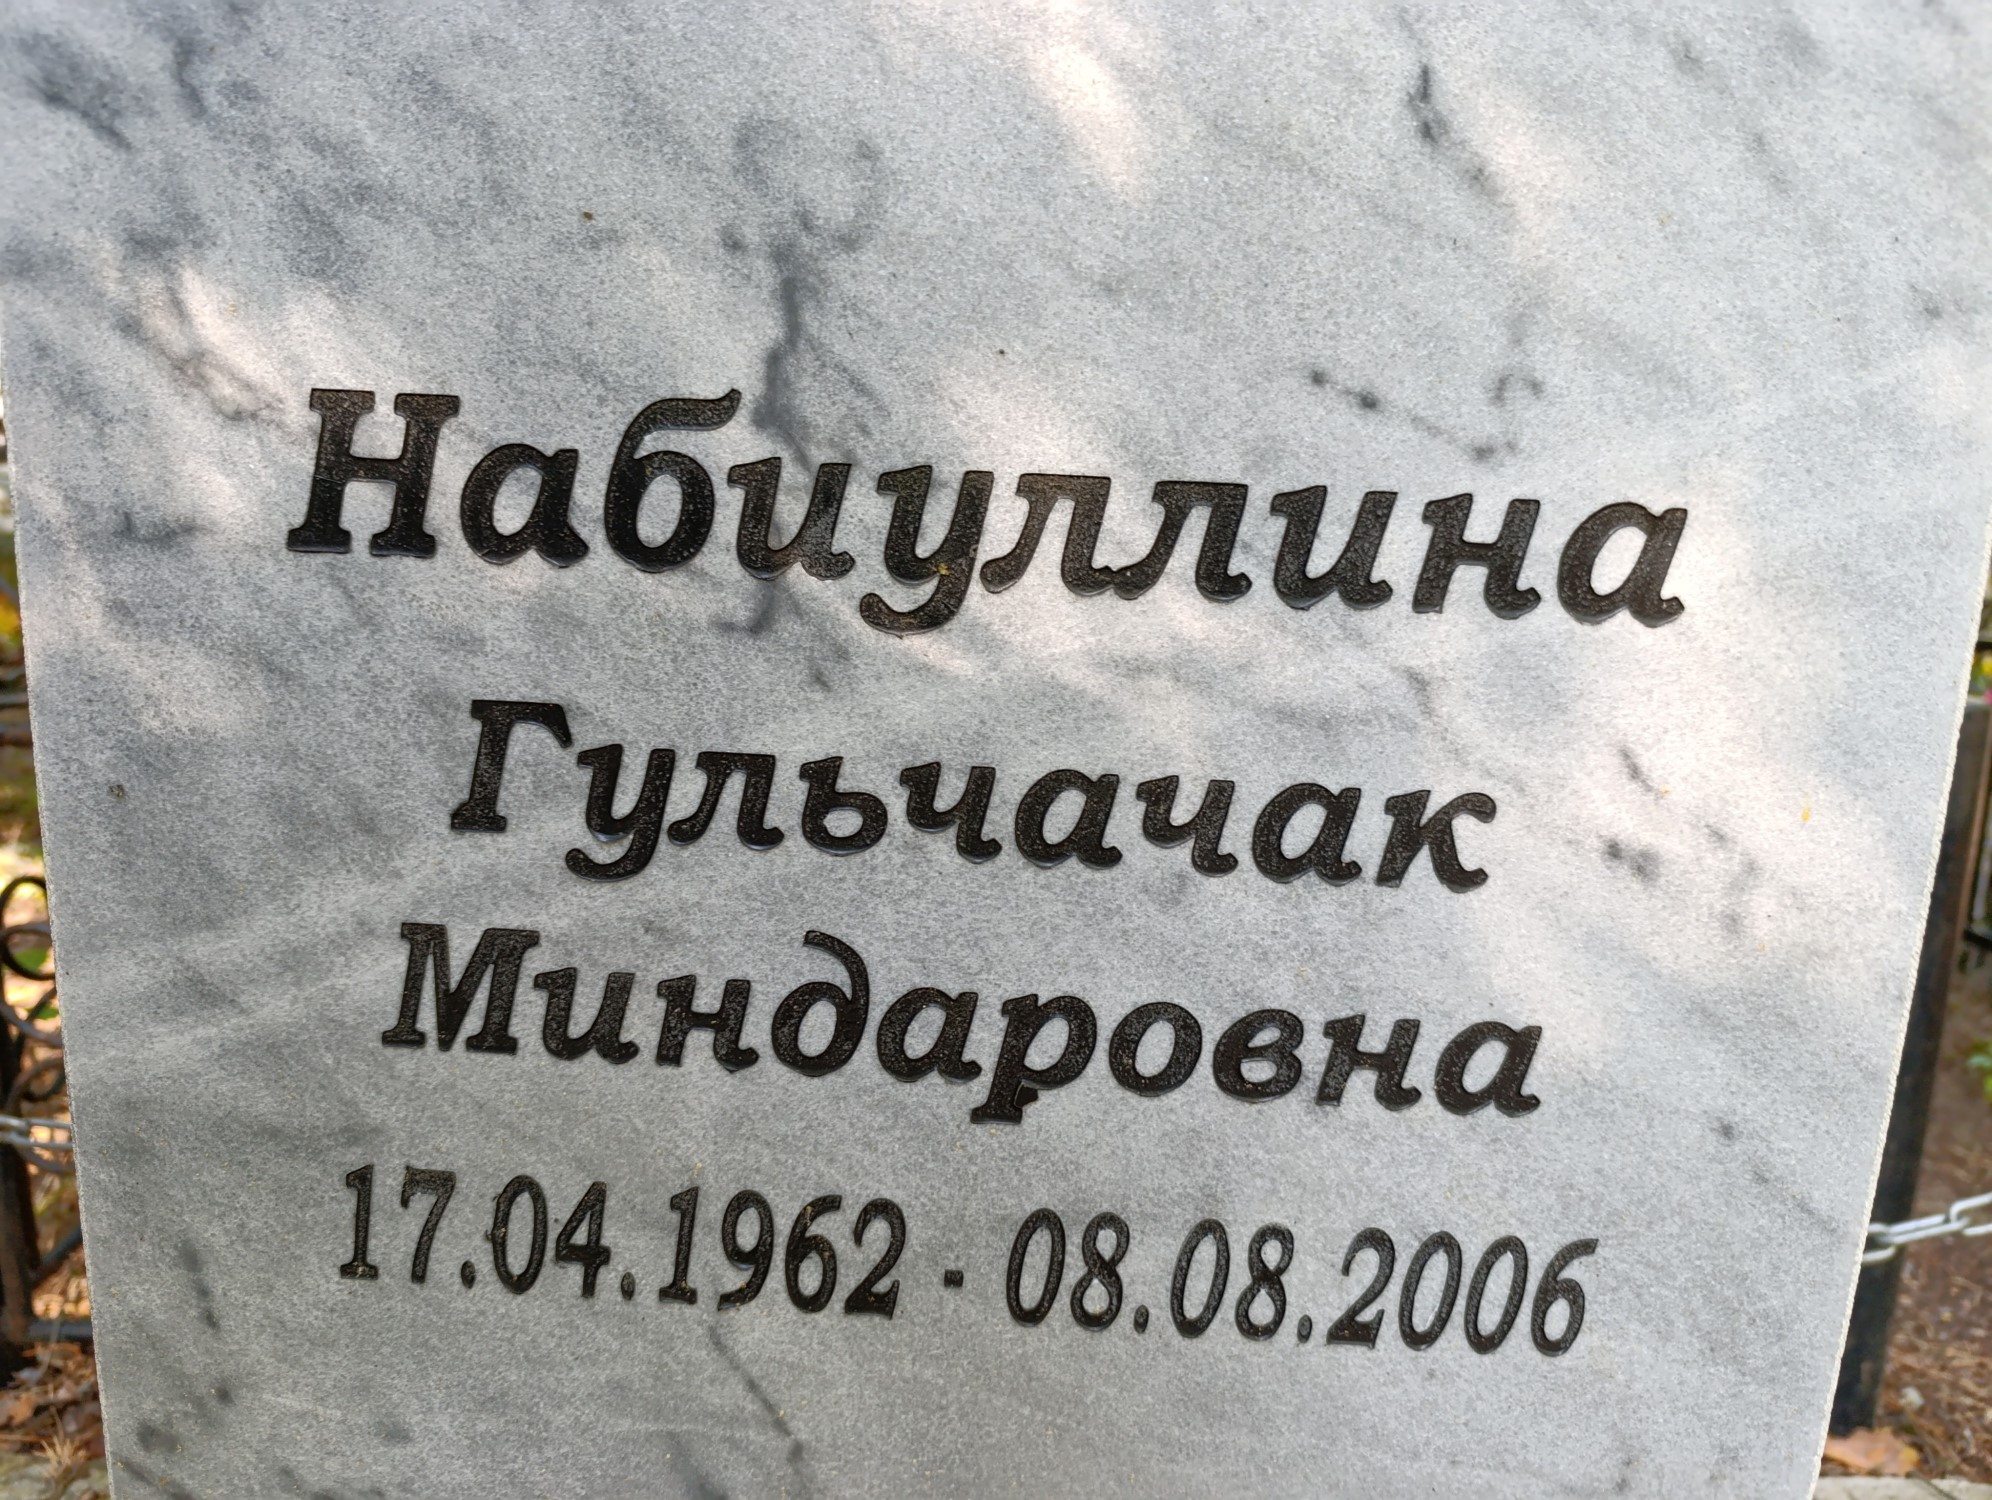 Набиуллина
Гульчачак
Миндаровна
17.04.1962 - 08.08.2006